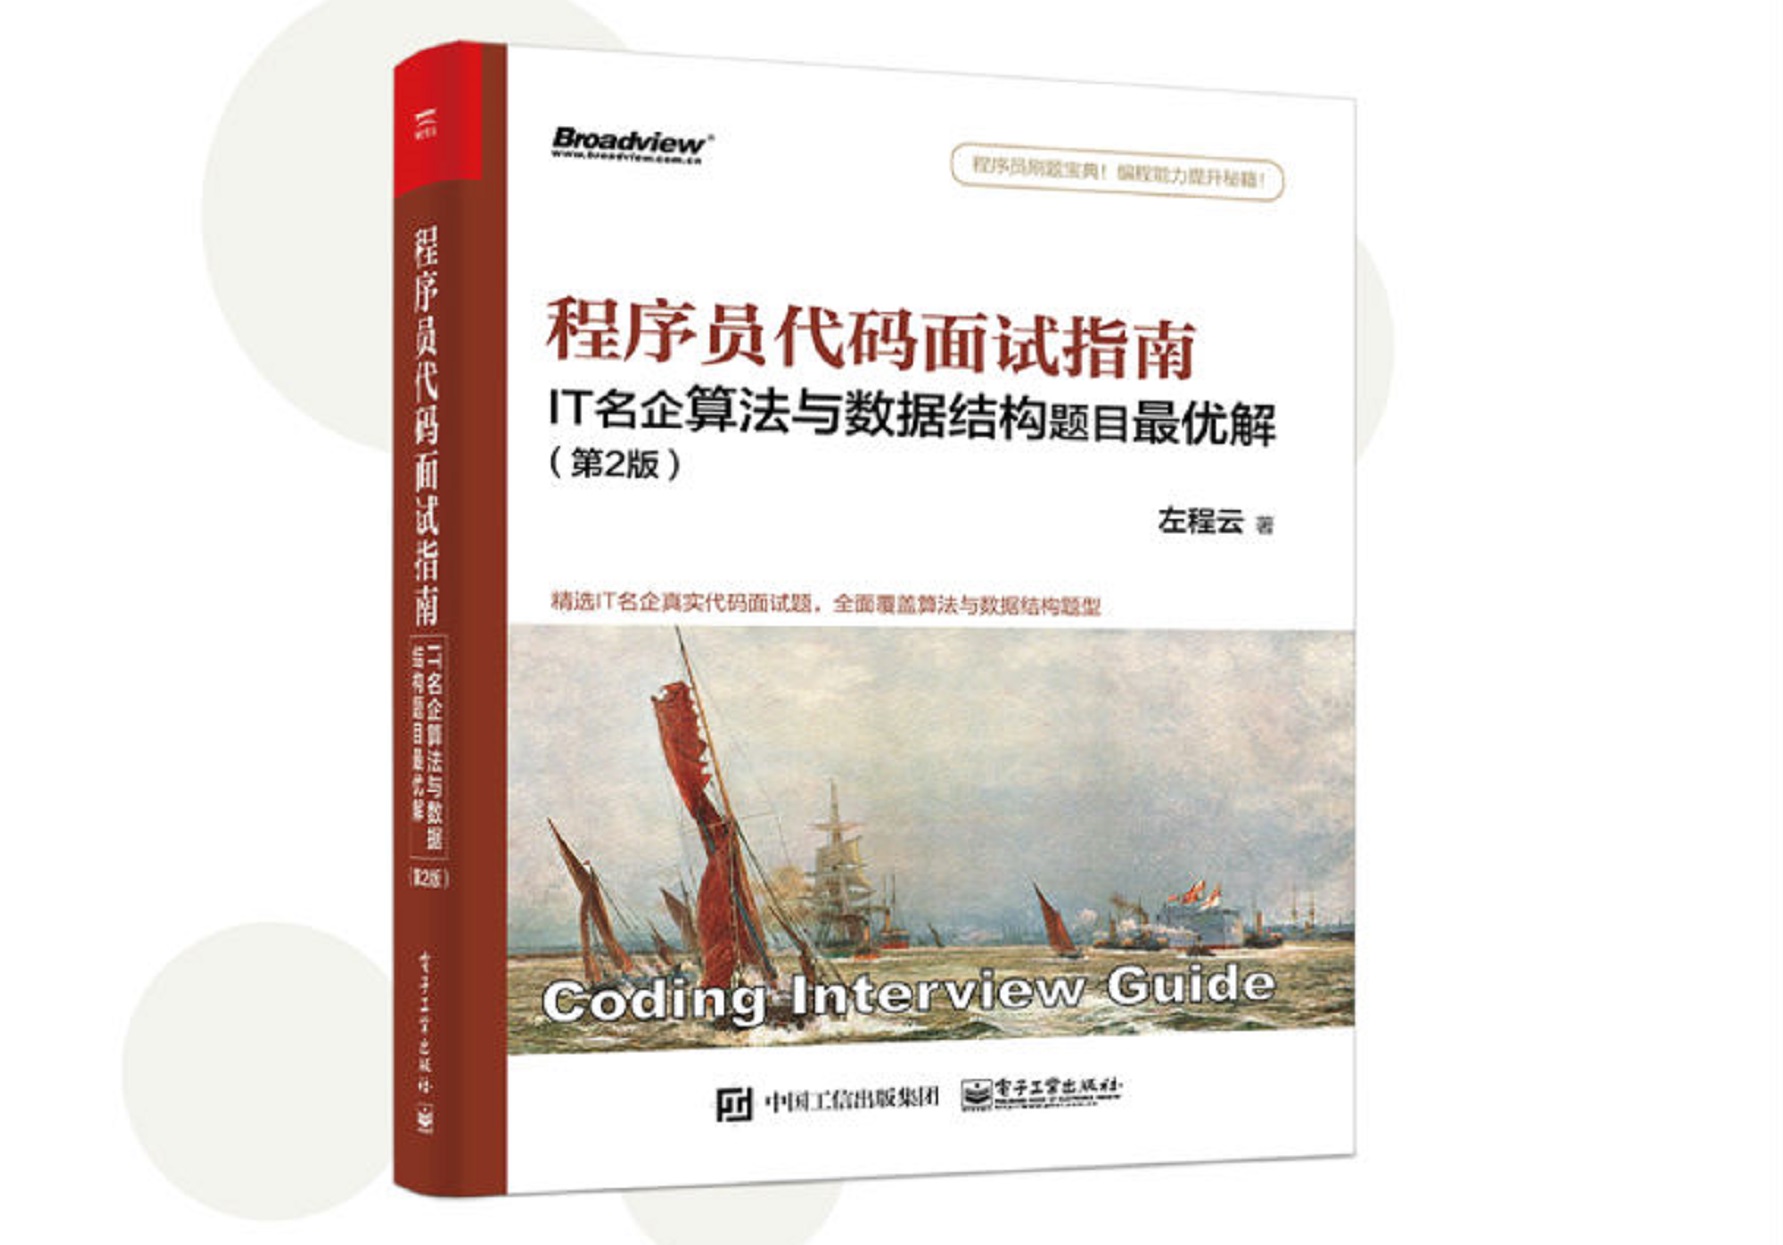 Broadview
www.broadview.com.cn
程序员刷题宝典！编程能力提升秘籍！
程序员代码面试指南
IT名企算法与数据结构题目最优解
（第2版）
左程云 著
精选IT名企真实代码面试题，全面覆盖算法与数据结构题型
Coding Interview Guide
中国工信出版集团
电子工业出版社
程序员代码面试指南
IT名企算法与数据
结构题目最优解
（第2版）
电子工业出版社